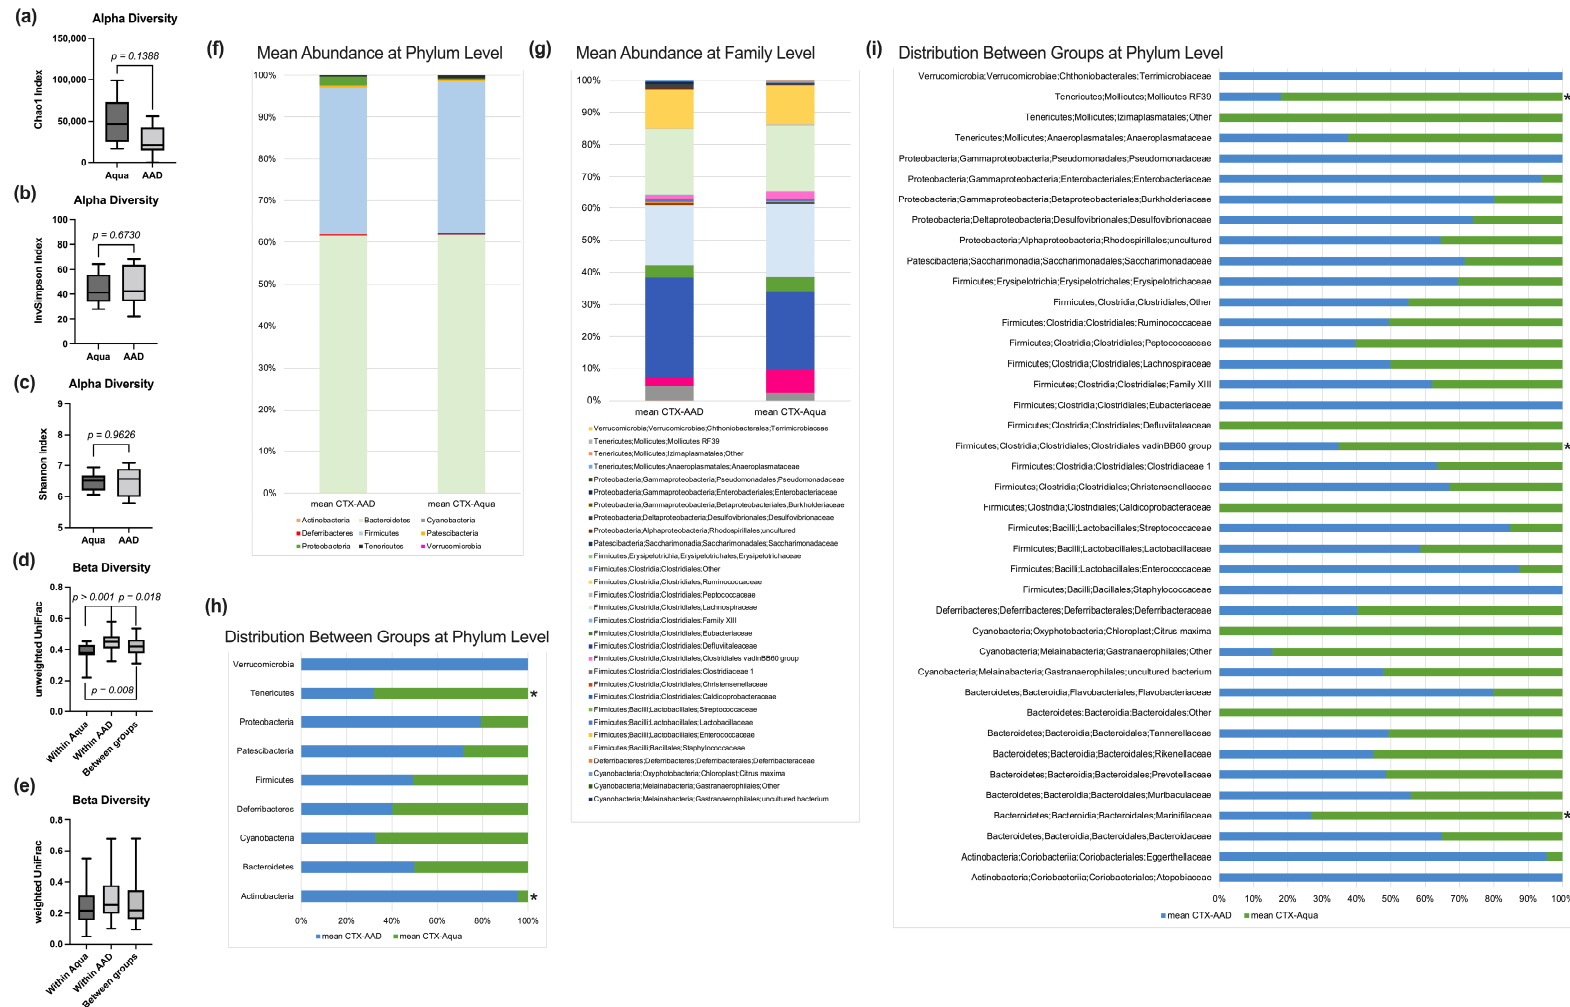 (a)
Alpha Diversity
150,000
100,000
50,000
0
Chao1 Index
p = 0.1388
Aqua AAD
(b)
Alpha Diversity
100
80
60
40
20
0
InvSimpson Index
p = 0.6730
Aqua AAD
(c)
Alpha Diversity
9
8
7
6
5
Shannon index
p = 0.9626
Aqua AAD
(d)
Beta Diversity
0.8
0.6
0.4
0.2
0.0
unweighted UniFrac
p > 0.001 p = 0.018
p = 0.008
Within Aqua
Within AAD
Between groups
(e)
Beta Diversity
0.8
0.6
0.4
0.2
0.0
weighted UniFrac
Within Aqua
Within AAD
Between groups
(f)
Mean Abundance at Phylum Level
100%
90%
80%
70%
60%
50%
40%
30%
20%
10%
0%
mean CTX-AAD mean CTX-Aqua
Actinobacteria Bacteroidetes Cyanobacteria
Deferribacteres Firmicutes Patescibacteria
Proteobacteria Tenericutes Verrucomicrobia
(g)
Mean Abundance at Family Level
100%
90%
80%
70%
60%
50%
40%
30%
20%
10%
0%
mean CTX-AAD mean CTX-Aqua
Verrucomicrobia;Verrucomicrobiae;Chthoniobacterales;Terrimicrobiaceae
Tenericutes;Mollicutes;Mollicutes RF39
Tenericutes;Mollicutes;Izimaplasmatales;Other
Tenericutes;Mollicutes;Anaeroplasmatales;Anaeroplasmataceae
Proteobacteria;Gammaproteobacteria;Pseudomonadales;Pseudomonadaceae
Proteobacteria;Gammaproteobacteria;Enterobacteriales;Enterobacteriaceae
Proteobacteria;Gammaproteobacteria;Betaproteobacteriales;Burkholderiaceae
Proteobacteria;Deltaproteobacteria;Desulfovibrionales;Desulfovibrionaceae
Proteobacteria;Alphaproteobacteria;Rhodospirillales;uncultured
Patescibacteria;Saccharimonadia;Saccharimonadales;Saccharimonadaceae
Firmicutes;Erysipelotrichia;Erysipelotrichales;Erysipelotrichaceae
Firmicutes;Clostridia;Clostridiales;Other
Firmicutes;Clostridia;Clostridiales;Ruminococcaceae
Firmicutes;Clostridia;Clostridiales;Peptococcaceae
Firmicutes;Clostridia;Clostridiales;Lachnospiraceae
Firmicutes;Clostridia;Clostridiales;Family XIII
Firmicutes;Clostridia;Clostridiales;Eubacteriaceae
Firmicutes;Clostridia;Clostridiales;Defluviitaleaceae
Firmicutes;Clostridia;Clostridiales;Clostridiales vadinBB60 group
Firmicutes;Clostridia;Clostridiales;Clostridiaceae 1
Firmicutes;Clostridia;Clostridiales;Christensenellaceae
Firmicutes;Clostridia;Clostridiales;Caldicoprobacteraceae
Firmicutes;Bacilli;Lactobacillales;Streptococcaceae
Firmicutes;Bacilli;Lactobacillales;Lactobacillaceae
Firmicutes;Bacilli;Lactobacillales;Enterococcaceae
Firmicutes;Bacilli;Bacillales;Staphylococcaceae
Deferribacteres;Deferribacteres;Deferribacterales;Deferribacteraceae
Cyanobacteria;Oxyphotobacteria;Chloroplast;Citrus maxima
Cyanobacteria;Melainabacteria;Gastranaerophilales;Other
Cyanobacteria;Melainabacteria;Gastranaerophilales;uncultured bacterium
(h)
Distribution Between Groups at Phylum Level
Verrucomicrobia
Tenericutes *
Proteobacteria
Patescibacteria
Firmicutes
Deferribacteres
Cyanobacteria
Bacteroidetes
Actinobacteria *
0% 20% 40% 60% 80% 100%
mean CTX-AAD mean CTX-Aqua
(i)
Distribution Between Groups at Phylum Level
Verrucomicrobia;Verrucomicrobiae;Chthoniobacterales;Terrimicrobiaceae
Tenericutes;Mollicutes;Mollicutes RF39 *
Tenericutes;Mollicutes;Izimaplasmatales;Other
Tenericutes;Mollicutes;Anaeroplasmatales;Anaeroplasmataceae
Proteobacteria;Gammaproteobacteria;Pseudomonadales;Pseudomonadaceae
Proteobacteria;Gammaproteobacteria;Enterobacteriales;Enterobacteriaceae
Proteobacteria;Gammaproteobacteria;Betaproteobacteriales;Burkholderiaceae
Proteobacteria;Deltaproteobacteria;Desulfovibrionales;Desulfovibrionaceae
Proteobacteria;Alphaproteobacteria;Rhodospirillales;uncultured
Patescibacteria;Saccharimonadia;Saccharimonadales;Saccharimonadaceae
Firmicutes;Erysipelotrichia;Erysipelotrichales;Erysipelotrichaceae
Firmicutes;Clostridia;Clostridiales;Other
Firmicutes;Clostridia;Clostridiales;Ruminococcaceae
Firmicutes;Clostridia;Clostridiales;Peptococcaceae
Firmicutes;Clostridia;Clostridiales;Lachnospiraceae
Firmicutes;Clostridia;Clostridiales;Family XIII
Firmicutes;Clostridia;Clostridiales;Eubacteriaceae
Firmicutes;Clostridia;Clostridiales;Defluviitaleaceae
Firmicutes;Clostridia;Clostridiales;Clostridiales vadinBB60 group *
Firmicutes;Clostridia;Clostridiales;Clostridiaceae 1
Firmicutes;Clostridia;Clostridiales;Christensenellaceae
Firmicutes;Clostridia;Clostridiales;Caldicoprobacteraceae
Firmicutes;Bacilli;Lactobacillales;Streptococcaceae
Firmicutes;Bacilli;Lactobacillales;Lactobacillaceae
Firmicutes;Bacilli;Lactobacillales;Enterococcaceae
Firmicutes;Bacilli;Bacillales;Staphylococcaceae
Deferribacteres;Deferribacteres;Deferribacterales;Deferribacteraceae
Cyanobacteria;Oxyphotobacteria;Chloroplast;Citrus maxima
Cyanobacteria;Melainabacteria;Gastranaerophilales;Other
Cyanobacteria;Melainabacteria;Gastranaerophilales;uncultured bacterium
Bacteroidetes;Bacteroidia;Flavobacteriales;Flavobacteriaceae
Bacteroidetes;Bacteroidia;Bacteroidales;Other
Bacteroidetes;Bacteroidia;Bacteroidales;Tannerellaceae
Bacteroidetes;Bacteroidia;Bacteroidales;Rikenellaceae
Bacteroidetes;Bacteroidia;Bacteroidales;Prevotellaceae
Bacteroidetes;Bacteroidia;Bacteroidales;Muribaculaceae
Bacteroidetes;Bacteroidia;Bacteroidales;Marinifilaceae *
Bacteroidetes;Bacteroidia;Bacteroidales;Bacteroidaceae
Actinobacteria;Coriobacteriia;Coriobacteriales;Eggerthellaceae
Actinobacteria;Coriobacteriia;Coriobacteriales;Atopobiaceae
0% 10% 20% 30% 40% 50% 60% 70% 80% 90% 100%
mean CTX-AAD mean CTX-Aqua